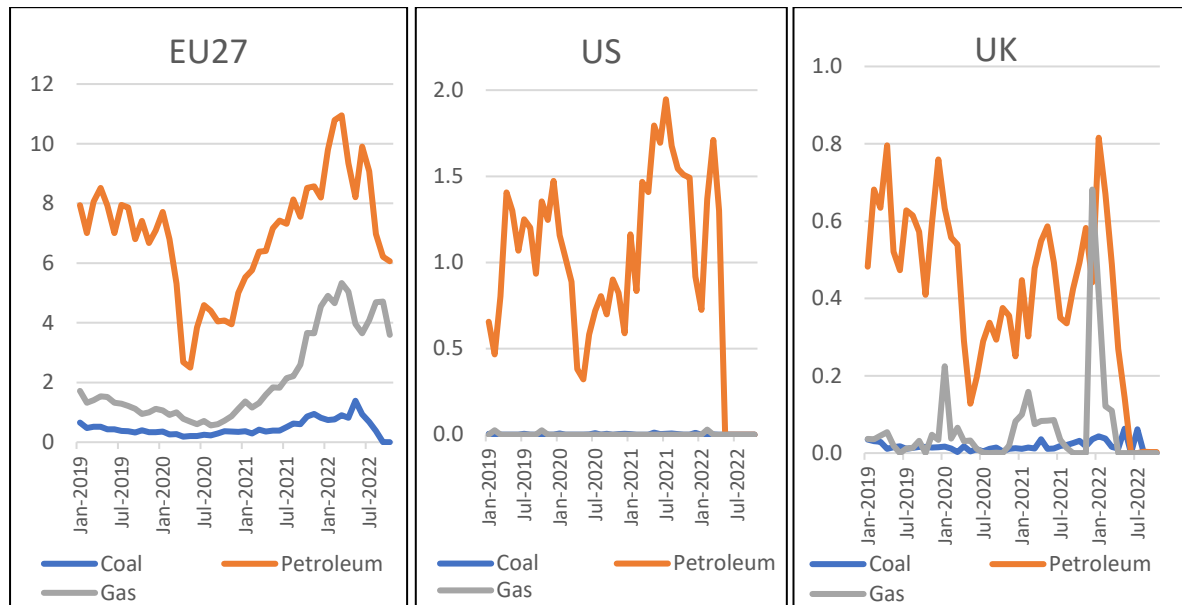 EU27
12
10
8
6
4
2
0
Jan-2019
Jul-2019
Jan-2020
Jul-2020
Jan-2021
Jul-2021
Jan-2022
Jul-2022
Coal
Petroleum
Gas
US
2.0
1.5
1.0
0.5
0.0
Jan-2019
Jul-2019
Jan-2020
Jul-2020
Jan-2021
Jul-2021
Jan-2022
Jul-2022
Coal
Petroleum
Gas
UK
1.0
0.8
0.6
0.4
0.2
0.0
Jan-2019
Jul-2019
Jan-2020
Jul-2020
Jan-2021
Jul-2021
Jan-2022
Jul-2022
Coal
Petroleum
Gas